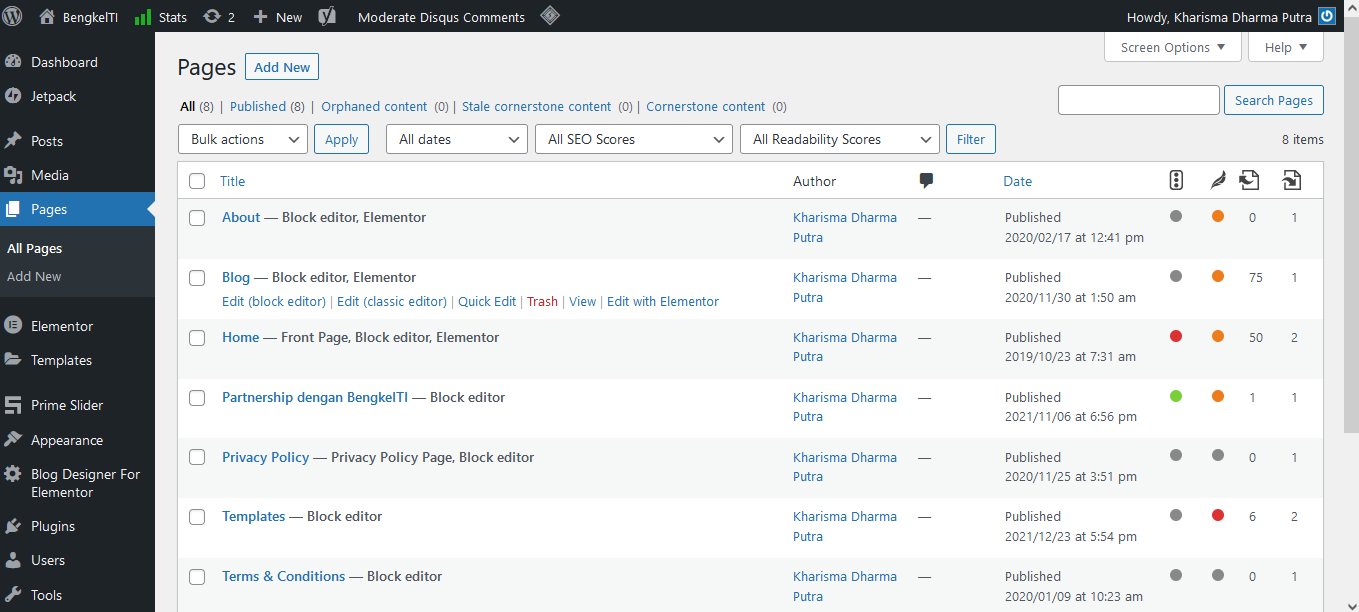 BengkelTI Stats 2 New Moderate Disqus Comments Howdy, Kharisma Dharma Putra
Dashboard
Jetpack
Posts
Media
Pages
All Pages
Add New
Elementor
Templates
Prime Slider
Appearance
Blog Designer For
Elementor
Plugins
Users
Tools
Screen Options ▼ Help ▼
Pages Add New
All (8) | Published (8) | Orphaned content (0) | Stale cornerstone content (0) | Cornerstone content (0)
Search Pages
Bulk actions Apply All dates All SEO Scores All Readability Scores Filter 8 items
Title Author Date
About — Block editor, Elementor Kharisma Dharma — Published 0 1
Putra 2020/02/17 at 12:41 pm
Blog — Block editor, Elementor Kharisma Dharma — Published 75 1
Edit (block editor) | Edit (classic editor) | Quick Edit | Trash | View | Edit with Elementor Putra 2020/11/30 at 1:50 am
Home — Front Page, Block editor, Elementor Kharisma Dharma — Published 50 2
Putra 2019/10/23 at 7:31 am
Partnership dengan BengkelTI — Block editor Kharisma Dharma — Published 1 1
Putra 2021/11/06 at 6:56 pm
Privacy Policy — Privacy Policy Page, Block editor Kharisma Dharma — Published 0 1
Putra 2020/11/25 at 3:51 pm
Templates — Block editor Kharisma Dharma — Published 6 2
Putra 2021/12/23 at 5:54 pm
Terms & Conditions — Block editor Kharisma Dharma — Published 0 1
Putra 2020/01/09 at 10:23 am